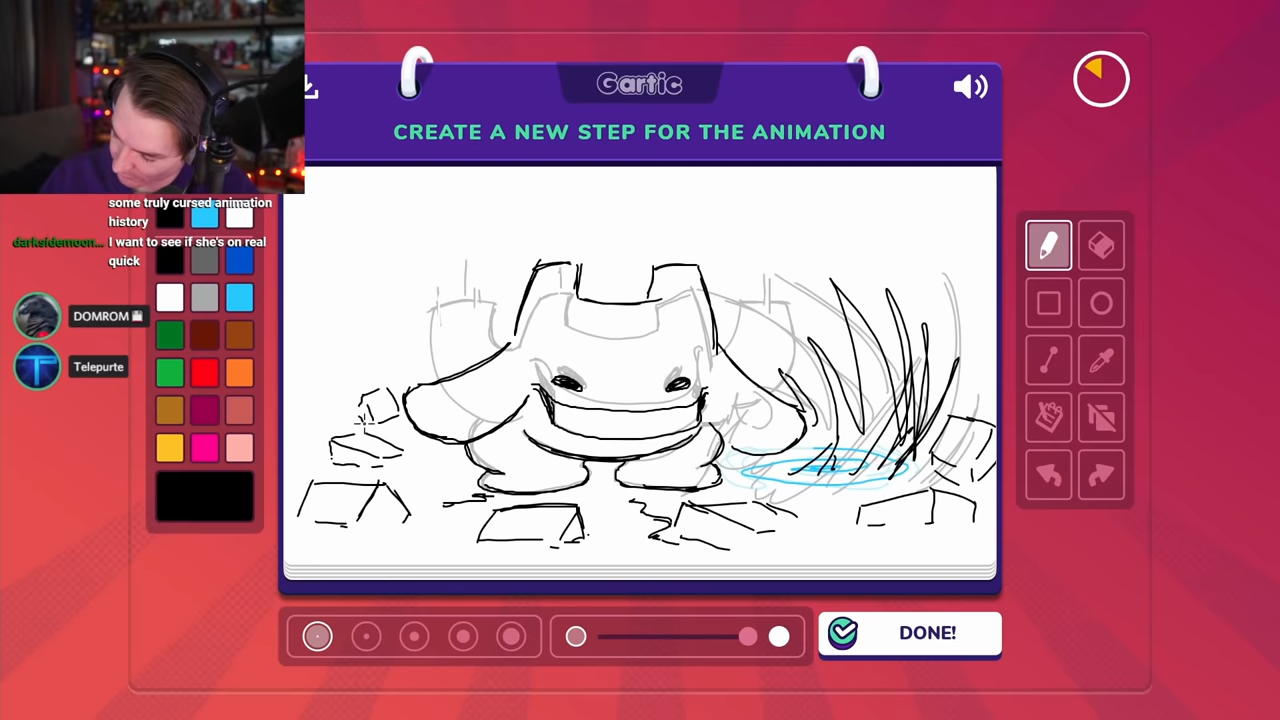 Gartic
CREATE A NEW STEP FOR THE ANIMATION
some truly cursed animation
history
darksidemoon... I want to see if she's on real
quick
DOMROM
Telepurte
DONE!